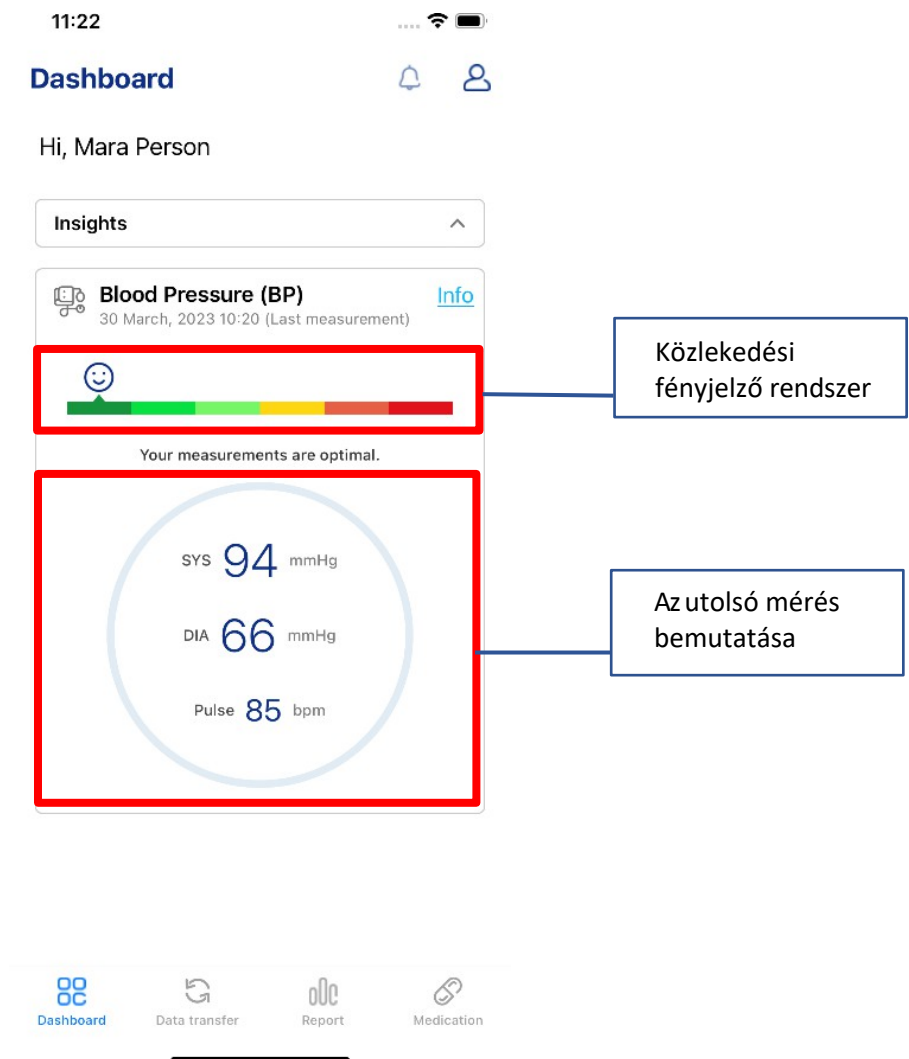 11:22
Dashboard
Hi, Mara Person
Insights
Blood Pressure (BP)
Info
30 March, 2023 10:20 (Last measurement)
Közlekedési
fényjelző rendszer
Your measurements are optimal.
SYS 94 mmHg
DIA 66 mmHg
Pulse 85 bpm
Az utolsó mérés
bemutatása
Dashboard
Data transfer
Report
Medication